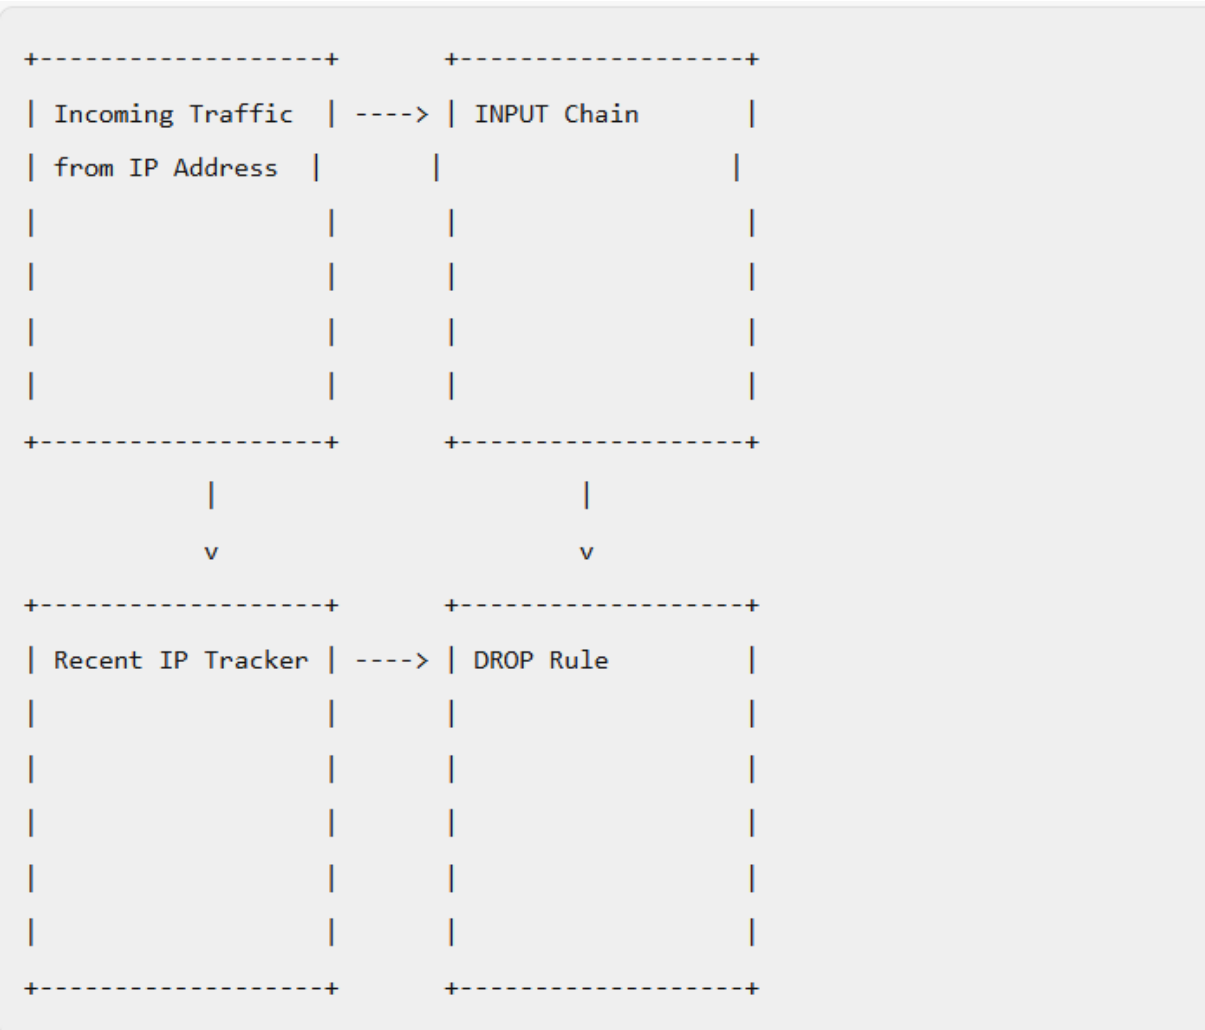 +-------------------+       +-------------------+
| Incoming Traffic  | ----> | INPUT Chain       |
| from IP Address  |       |                   |
|                   |       |                   |
|                   |       |                   |
|                   |       |                   |
|                   |       |                   |
+-------------------+       +-------------------+
            |                        |
            v                        v
+-------------------+       +-------------------+
| Recent IP Tracker | ----> | DROP Rule         |
|                   |       |                   |
|                   |       |                   |
|                   |       |                   |
|                   |       |                   |
|                   |       |                   |
+-------------------+       +-------------------+